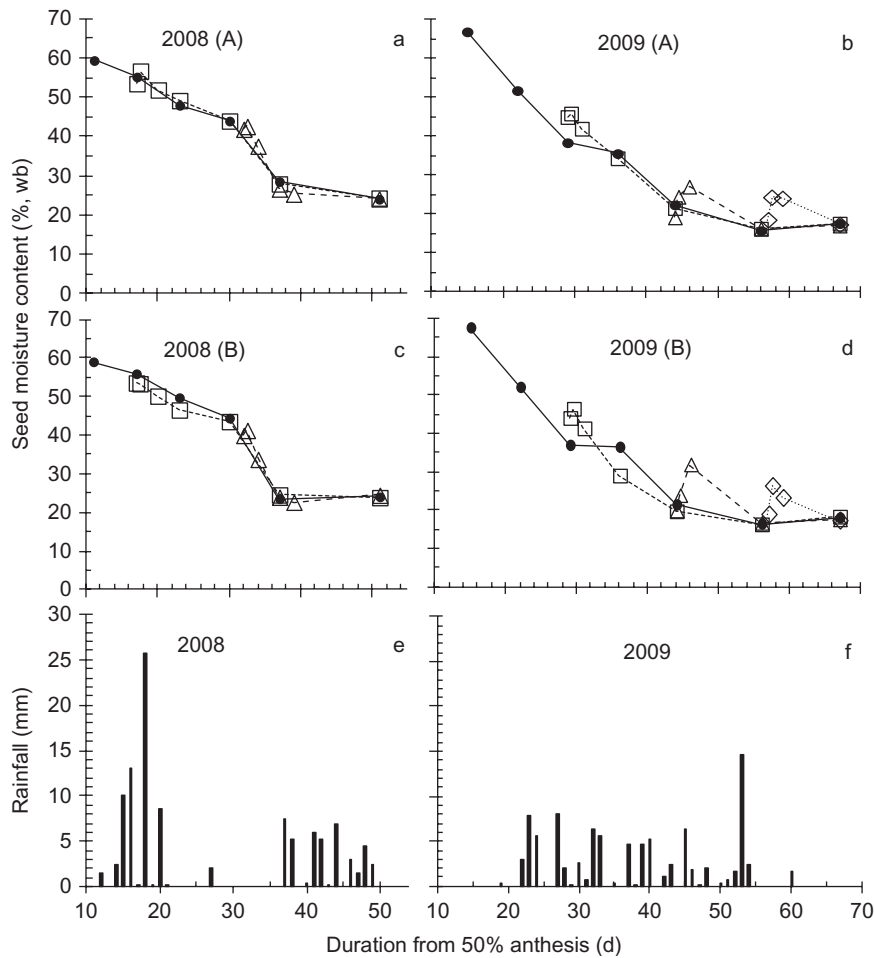 70
60
50
40
30
20
10
0
2008 (A)
a
2009 (A)
b
70
60
50
40
30
20
10
0
2008 (B)
c
2009 (B)
d
Seed moisture content (%, wb)
30
25
20
15
10
5
0
2008
e
2009
f
Rainfall (mm)
10 20 30 40 50
10 20 30 40 50 60 70
Duration from 50% anthesis (d)